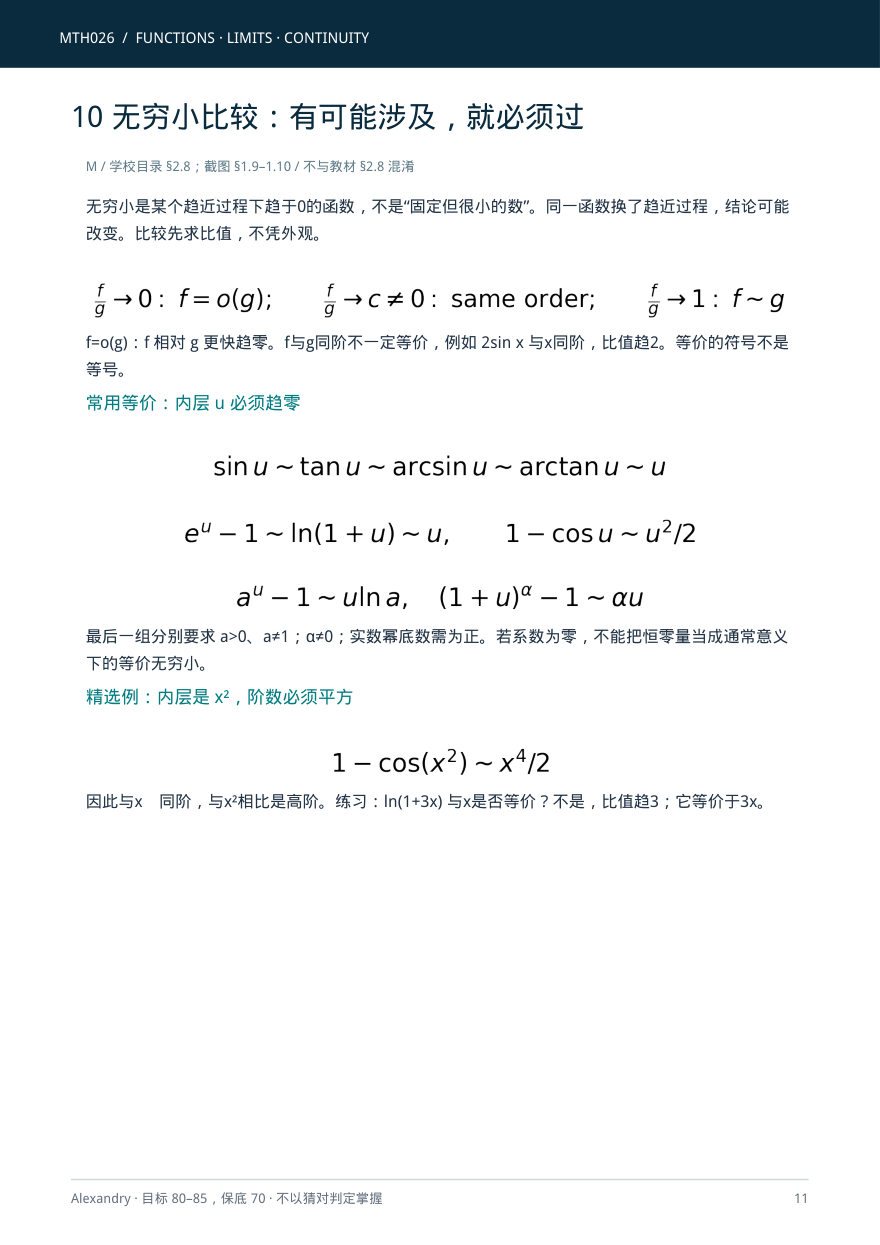 MTH026 / FUNCTIONS · LIMITS · CONTINUITY
10 无穷小比较：有可能涉及，就必须过
M / 学校目录 §2.8；截图 §1.9–1.10 / 不与教材 §2.8 混淆
无穷小是某个趋近过程下趋于0的函数，不是“固定但很小的数”。同一函数换了趋近过程，结论可能
改变。比较先求比值，不凭外观。
f/g → 0 : f = o(g);  f/g → c ≠ 0 : same order;  f/g → 1 : f ~ g
f=o(g)：f 相对 g 更快趋零。f与g同阶不一定等价，例如 2sin x 与x同阶，比值趋2。等价的符号不是
等号。
常用等价：内层 u 必须趋零
sin u ~ tan u ~ arcsin u ~ arctan u ~ u
eᵘ − 1 ~ ln(1 + u) ~ u,  1 − cos u ~ u²/2
aᵘ − 1 ~ u ln a,  (1 + u)^α − 1 ~ αu
最后一组分别要求 a>0、a≠1；α≠0；实数幂底数需为正。若系数为零，不能把恒零量当成通常意义
下的等价无穷小。
精选例：内层是 x²，阶数必须平方
1 − cos(x²) ~ x⁴/2
因此与x　同阶，与x²相比是高阶。练习：ln(1+3x) 与x是否等价？不是，比值趋3；它等价于3x。
Alexandry · 目标 80–85，保底 70 · 不以猜对判定掌握
11